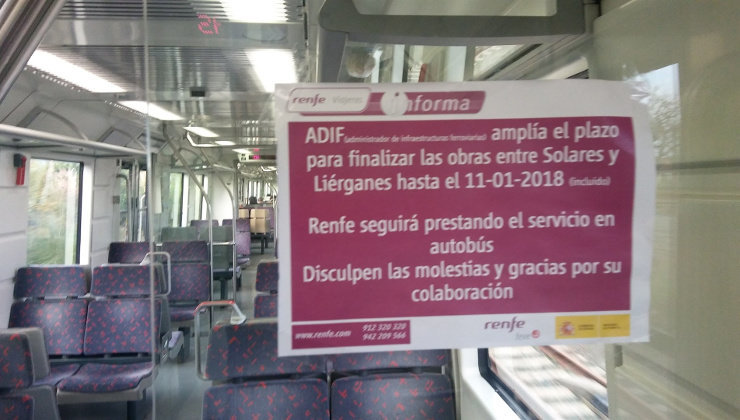 renfe Viajeros informa
ADIF (administrador de infraestructuras ferroviarias) amplía el plazo
para finalizar las obras entre Solares y
Liérganes hasta el 11-01-2018 (incluido)
Renfe seguirá prestando el servicio en
autobús
Disculpen las molestias y gracias por su
colaboración
www.renfe.com
912 320 320
942 209 566
renfe
feve